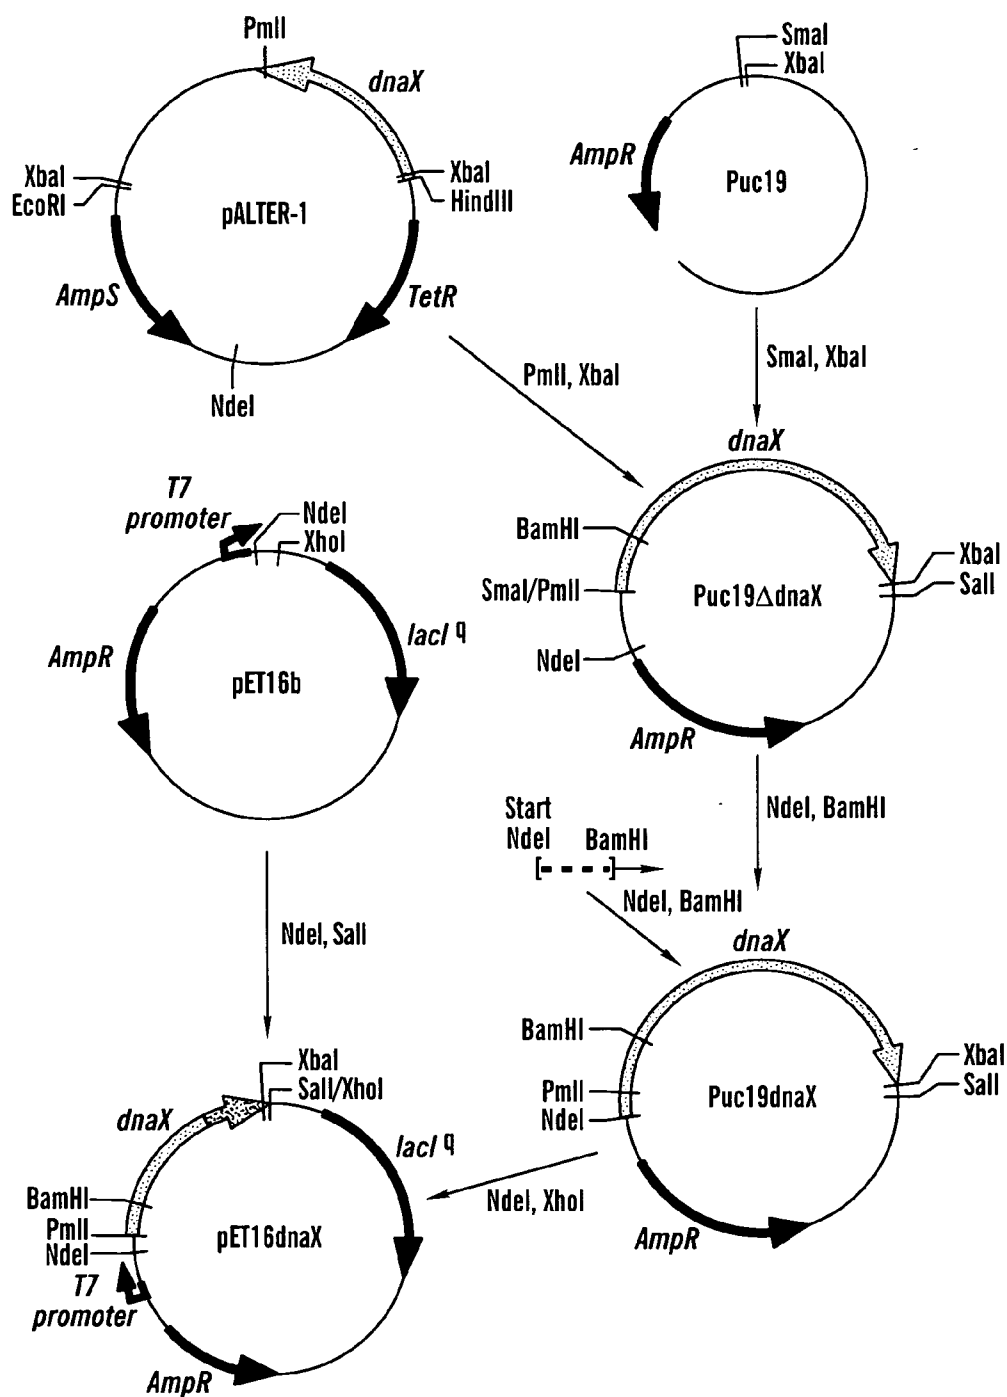 PmlI
dnaX
XbaI
EcoRI
XbaI
HindIII
pALTER-1
AmpS
TetR
NdeI
SmaI
XbaI
AmpR
Puc19
PmlI, XbaI
SmaI, XbaI
T7
promoter
NdeI
XhoI
AmpR
lacI q
pET16b
dnaX
BamHI
SmaI/PmlI
NdeI
Puc19ΔdnaX
XbaI
SalI
AmpR
NdeI, BamHI
Start
NdeI BamHI
NdeI, BamHI
NdeI, SalI
dnaX
BamHI
PmlI
NdeI
Puc19dnaX
XbaI
SalI
AmpR
NdeI, XhoI
XbaI
SalI/XhoI
dnaX
lacI q
BamHI
PmlI
NdeI
pET16dnaX
T7
promoter
AmpR